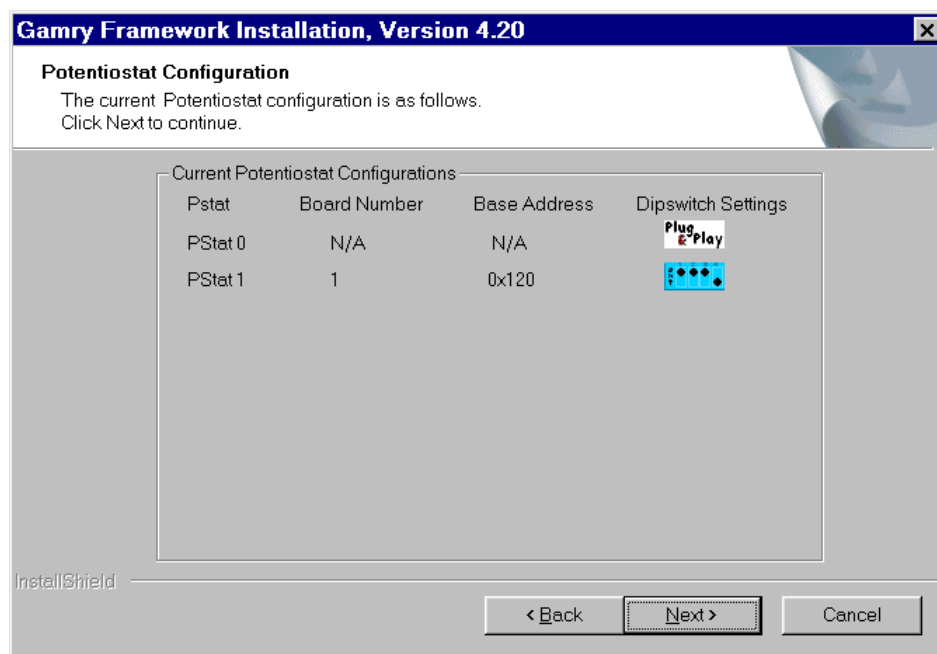 Gamry Framework Installation, Version 4.20
Potentiostat Configuration
The current Potentiostat configuration is as follows.
Click Next to continue.
Current Potentiostat Configurations
Pstat Board Number Base Address Dipswitch Settings
PStat 0 N/A N/A Plug & Play
PStat 1 1 0x120
InstallShield
< Back Next > Cancel